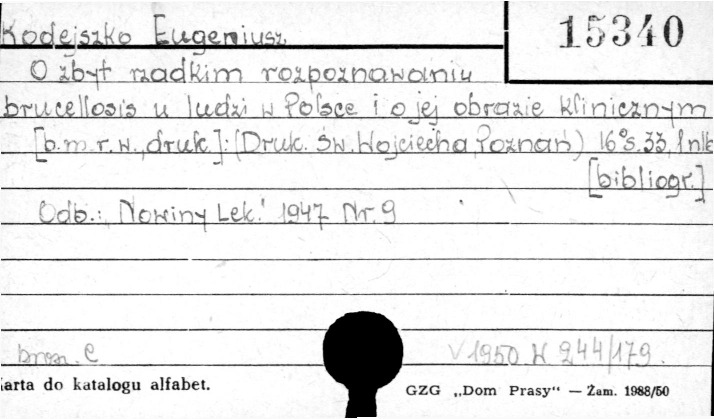 Kodejszko Eugeniusz
15340
O zbyt rzadkim rozpoznawaniu
brucellosis u ludzi w Polsce i o jej obrazie klinicznym
[b.m.r.w., druk.]: (Druk. Św. Wojciecha, Poznań) 16° s. 33, 1 nlb
[bibliogr.]
Odb.: „Nowiny Lek.” 1947 Nr. 9
brosz. C
V 1950 K 244/179.
arta do katalogu alfabet.
GZG „Dom Prasy“ — Zam. 1988/50